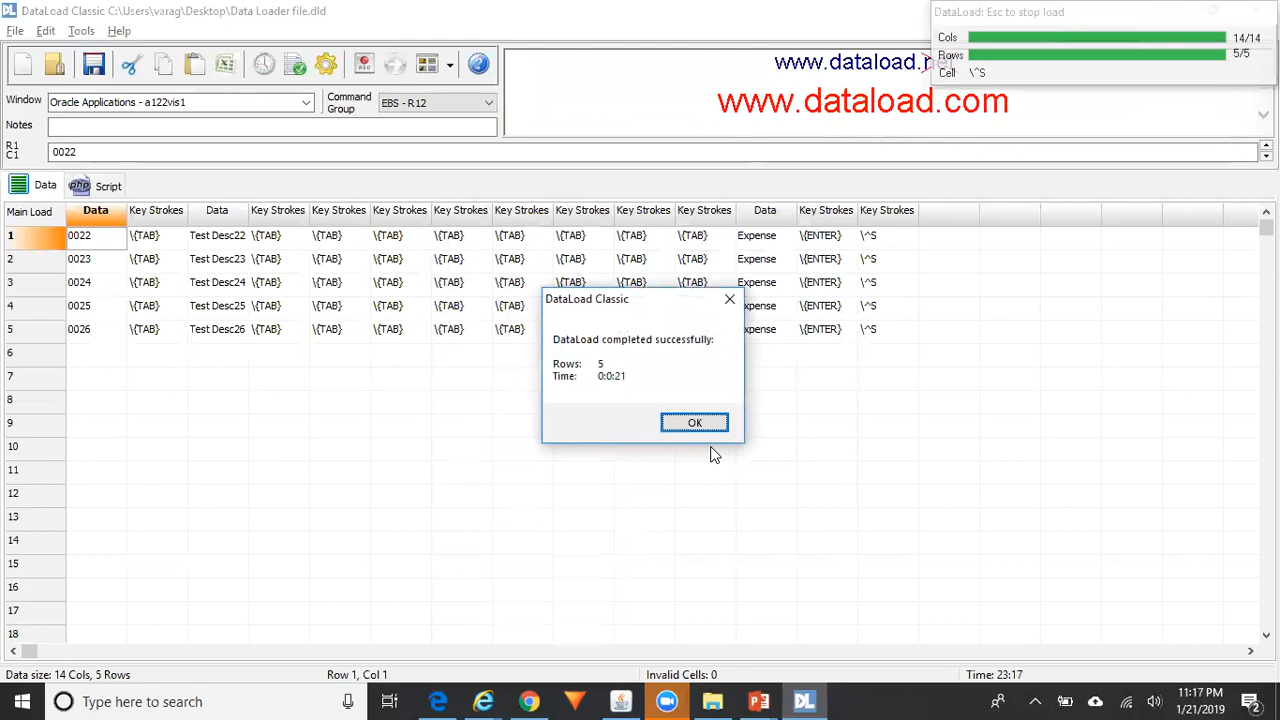 DataLoad Classic C:\Users\varag\Desktop\Data Loader file.dld
DataLoad: Esc to stop load
File Edit Tools Help
Cols 14/14
Rows 5/5
Cell \^S
www.dataload.net
www.dataload.com
Window Oracle Applications - a122vis1 Command Group EBS - R12
Notes
R1 C1 0022
Data Script
Main Load Data Key Strokes Data Key Strokes Key Strokes Key Strokes Key Strokes Key Strokes Key Strokes Key Strokes Key Strokes Data Key Strokes Key Strokes
1 0022 \{TAB} Test Desc22 \{TAB} \{TAB} \{TAB} \{TAB} \{TAB} \{TAB} \{TAB} \{TAB} Expense \{ENTER} \^S
2 0023 \{TAB} Test Desc23 \{TAB} \{TAB} \{TAB} \{TAB} \{TAB} \{TAB} \{TAB} \{TAB} Expense \{ENTER} \^S
3 0024 \{TAB} Test Desc24 \{TAB} \{TAB} \{TAB} \{TAB} \{TAB} \{TAB} \{TAB} \{TAB} Expense \{ENTER} \^S
4 0025 \{TAB} Test Desc25 \{TAB} \{TAB} \{TAB} \{TAB} \{TAB} xpense \{ENTER} \^S
5 0026 \{TAB} Test Desc26 \{TAB} \{TAB} \{TAB} \{TAB} \{TAB} xpense \{ENTER} \^S
6
7
8
9
10
11
12
13
14
15
16
17
18
DataLoad Classic
DataLoad completed successfully:
Rows: 5
Time: 0:0:21
OK
Data size: 14 Cols, 5 Rows Row 1, Col 1 Invalid Cells: 0 Time: 23:17
Type here to search
11:17 PM
1/21/2019
2